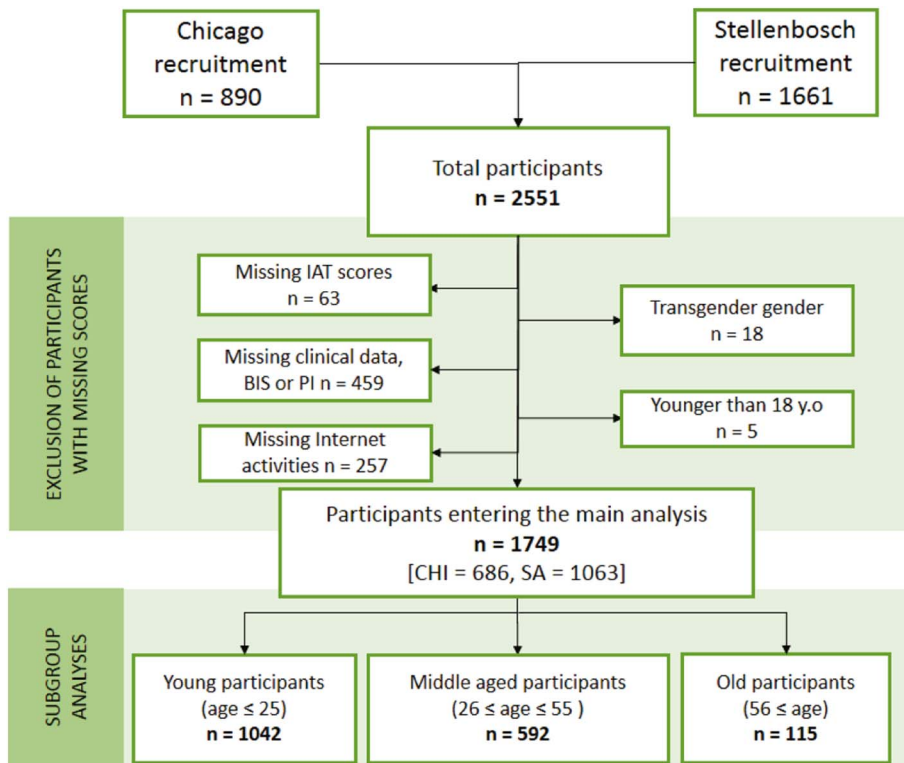 Chicago
recruitment
n = 890
Stellenbosch
recruitment
n = 1661
Total participants
n = 2551
EXCLUSION OF PARTICIPANTS
WITH MISSING SCORES
Missing IAT scores
n = 63
Transgender gender
n = 18
Missing clinical data,
BIS or PI n = 459
Younger than 18 y.o
n = 5
Missing Internet
activities n = 257
Participants entering the main analysis
n = 1749
[CHI = 686, SA = 1063]
SUBGROUP
ANALYSES
Young participants
(age ≤ 25)
n = 1042
Middle aged participants
(26 ≤ age ≤ 55 )
n = 592
Old participants
(56 ≤ age)
n = 115